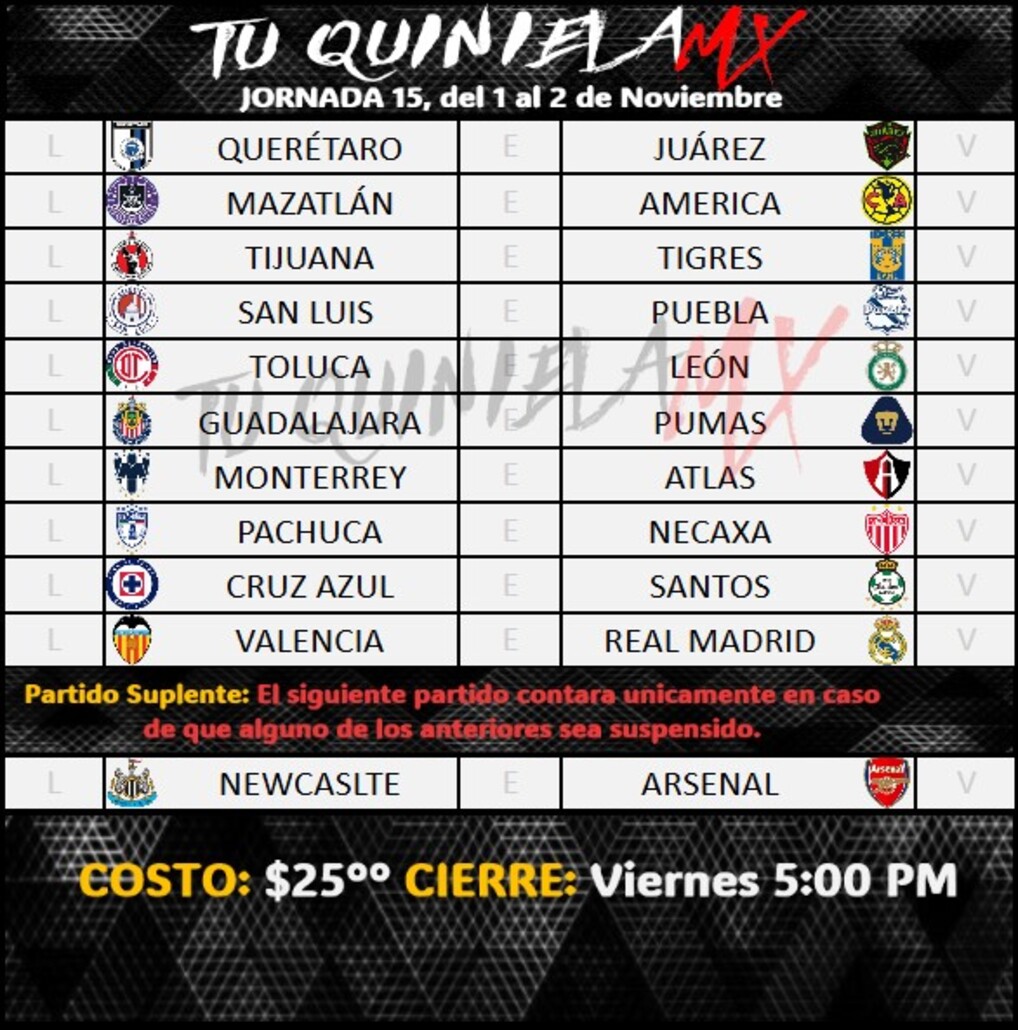 TU QUINIELAMX
JORNADA 15, del 1 al 2 de Noviembre
L QUERÉTARO E JUÁREZ V
L MAZATLÁN E AMERICA V
L TIJUANA E TIGRES V
L SAN LUIS E PUEBLA V
L TOLUCA E LEÓN V
TU QUINIELAMX
L GUADALAJARA E PUMAS V
L MONTERREY E ATLAS V
L PACHUCA E NECAXA V
L CRUZ AZUL E SANTOS V
L VALENCIA E REAL MADRID V
Partido Suplente: El siguiente partido contara unicamente en caso
de que alguno de los anteriores sea suspendido.
L NEWCASLTE E ARSENAL V
COSTO: $25°° CIERRE: Viernes 5:00 PM